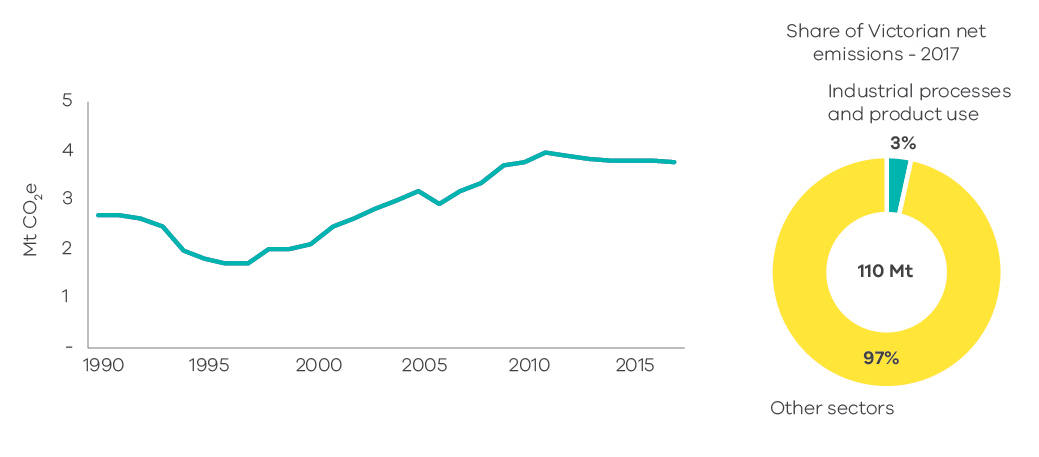 5
4
3
2
1
–
Mt CO₂e
1990 1995 2000 2005 2010 2015
Share of Victorian net
emissions - 2017
Industrial processes
and product use
3%
110 Mt
97%
Other sectors